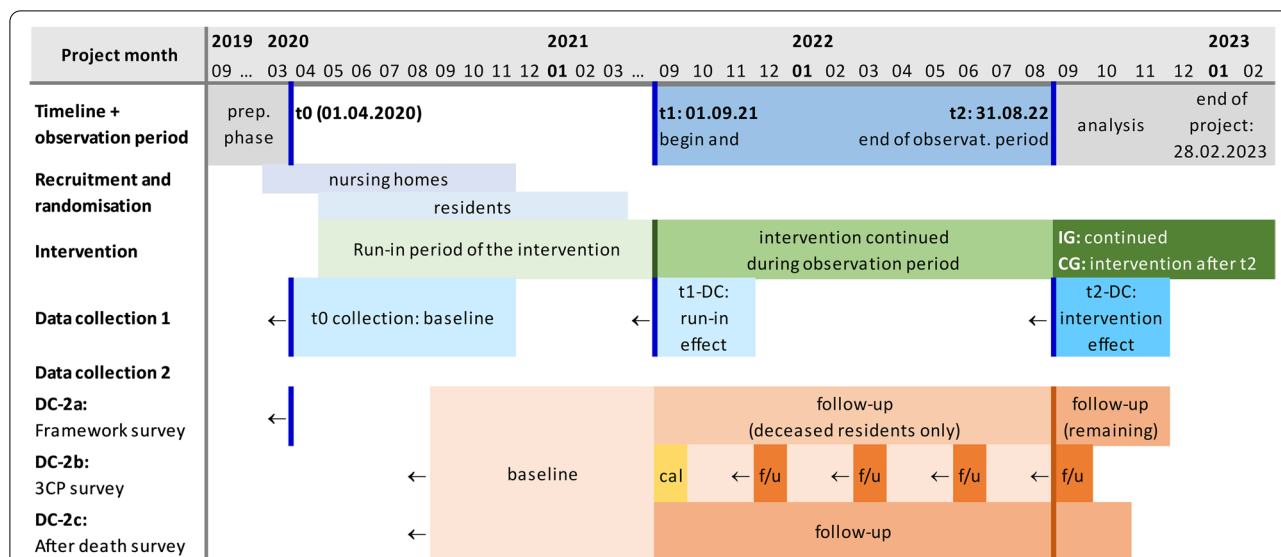 Project month
2019 2020 2021 2022 2023
09 ... 03 04 05 06 07 08 09 10 11 12 01 02 03 ... 09 10 11 12 01 02 03 04 05 06 07 08 09 10 11 12 01 02
Timeline +
observation period
prep.
phase
t0 (01.04.2020)
t1: 01.09.21
begin and
t2: 31.08.22
end of observat. period
analysis
end of
project:
28.02.2023
Recruitment and
randomisation
nursing homes
residents
Intervention
Run-in period of the intervention
intervention continued
during observation period
IG: continued
CG: intervention after t2
Data collection 1
← t0 collection: baseline
← t1-DC:
run-in
effect
← t2-DC:
intervention
effect
Data collection 2
DC-2a:
Framework survey
←
follow-up
(deceased residents only)
follow-up
(remaining)
DC-2b:
3CP survey
← baseline
cal ← f/u ← f/u ← f/u ← f/u
DC-2c:
After death survey
←
follow-up